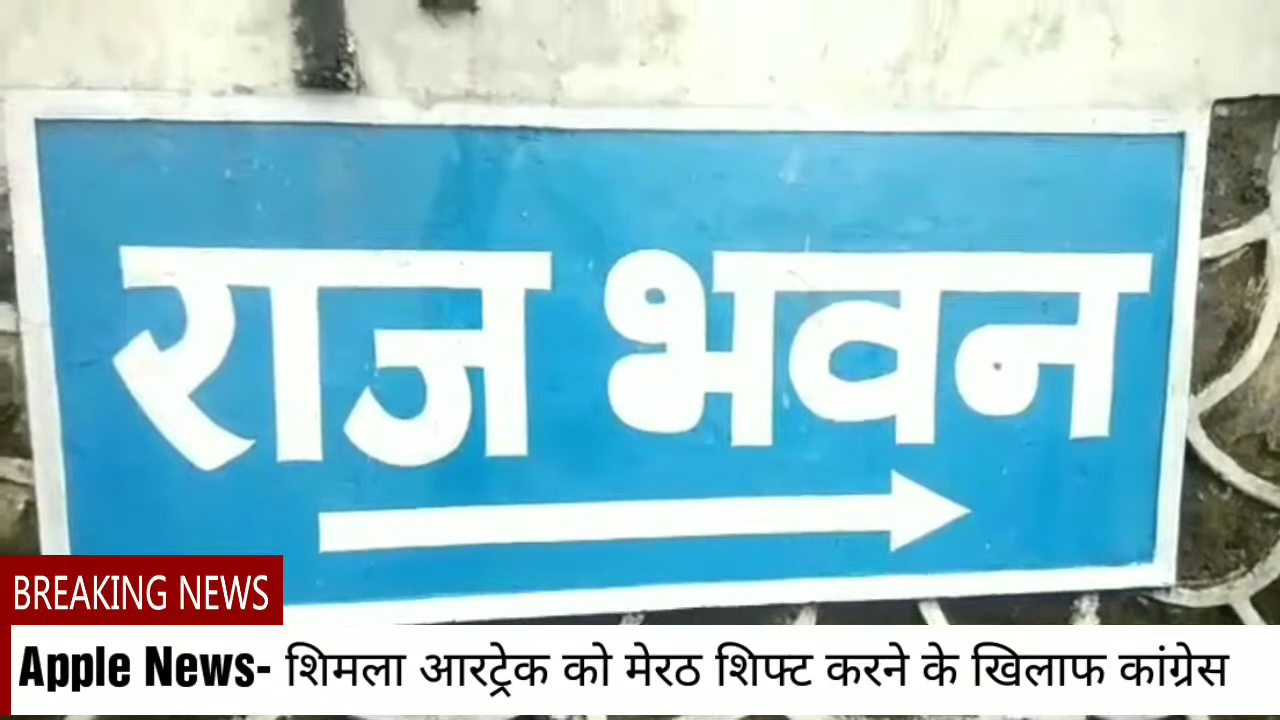 राज भवन
BREAKING NEWS
Apple News- शिमला आरट्रेक को मेरठ शिफ्ट करने के खिलाफ कांग्रेस